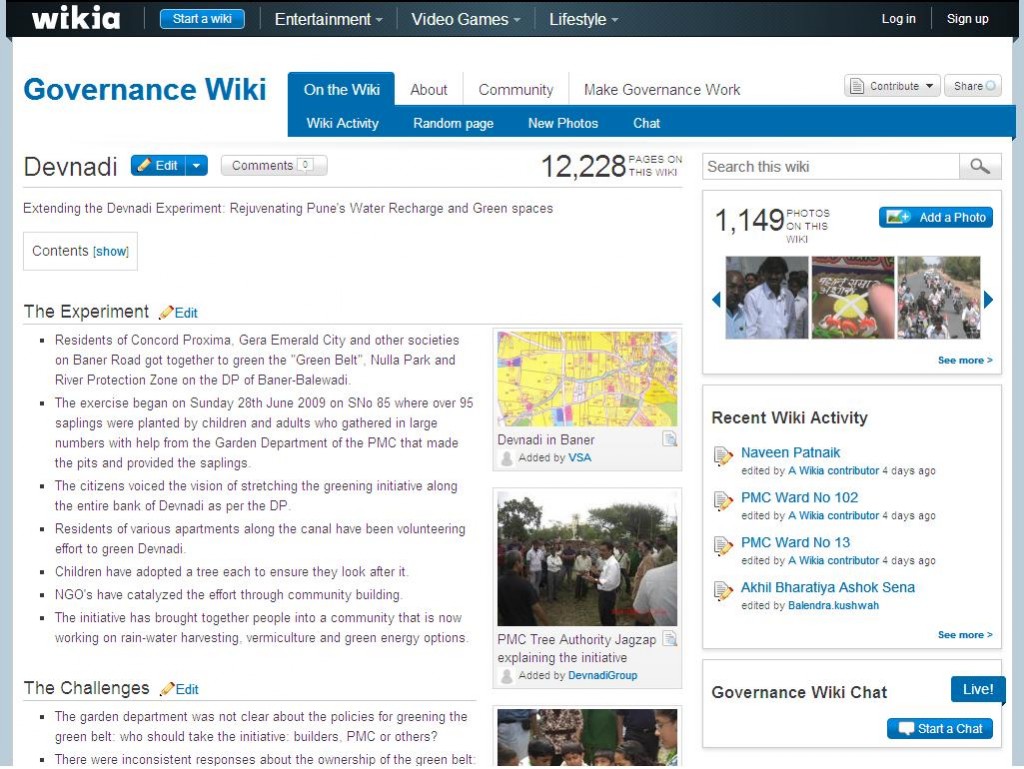 wikia
Start a wiki
Entertainment
Video Games
Lifestyle
Log in
Sign up
Governance Wiki
On the Wiki
About
Community
Make Governance Work
Contribute
Share
Wiki Activity
Random page
New Photos
Chat
Devnadi
Edit
Comments 0
12,228 PAGES ON
THIS WIKI
Search this wiki
Extending the Devnadi Experiment: Rejuvenating Pune's Water Recharge and Green spaces
Contents [show]
The Experiment
Edit
Residents of Concord Proxima, Gera Emerald City and other societies
on Baner Road got together to green the "Green Belt", Nulla Park and
River Protection Zone on the DP of Baner-Balewadi.
The exercise began on Sunday 28th June 2009 on SNo 85 where over 95
saplings were planted by children and adults who gathered in large
numbers with help from the Garden Department of the PMC that made
the pits and provided the saplings.
The citizens voiced the vision of stretching the greening initiative along
the entire bank of Devnadi as per the DP.
Residents of various apartments along the canal have been volunteering
effort to green Devnadi.
Children have adopted a tree each to ensure they look after it.
NGO's have catalyzed the effort through community building.
The initiative has brought together people into a community that is now
working on rain-water harvesting, vermiculture and green energy options.
Devnadi in Baner
Added by VSA
PMC Tree Authority Jagzap
explaining the initiative
Added by DevnadiGroup
The Challenges
Edit
The garden department was not clear about the policies for greening the
green belt: who should take the initiative: builders, PMC or others?
There were inconsistent responses about the ownership of the green belt:
1,149 PHOTOS
ON THIS
WIKI
Add a Photo
See more >
Recent Wiki Activity
Naveen Patnaik
edited by A Wikia contributor 4 days ago
PMC Ward No 102
edited by A Wikia contributor 4 days ago
PMC Ward No 13
edited by A Wikia contributor 4 days ago
Akhil Bharatiya Ashok Sena
edited by Balendra.kushwah
See more >
Governance Wiki Chat
Live!
Start a Chat